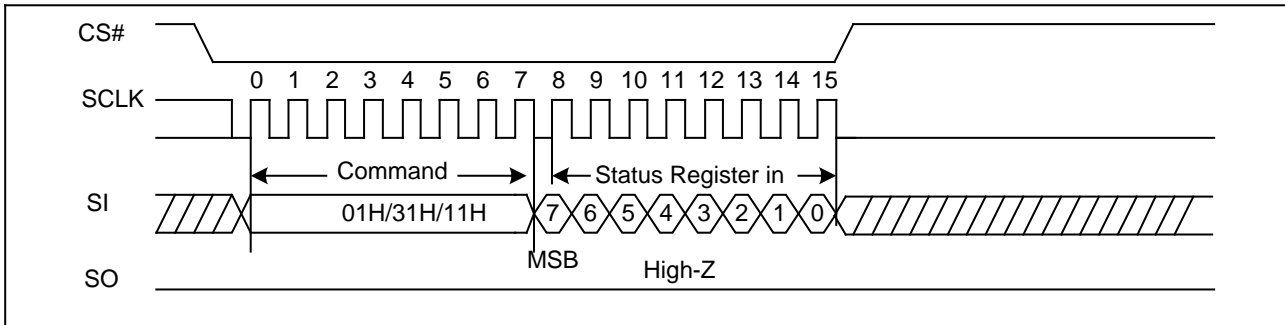 CS#
0 1 2 3 4 5 6 7 8 9 10 11 12 13 14 15
SCLK
Command
Status Register in
SI
01H/31H/11H
7 6 5 4 3 2 1 0
MSB
High-Z
SO